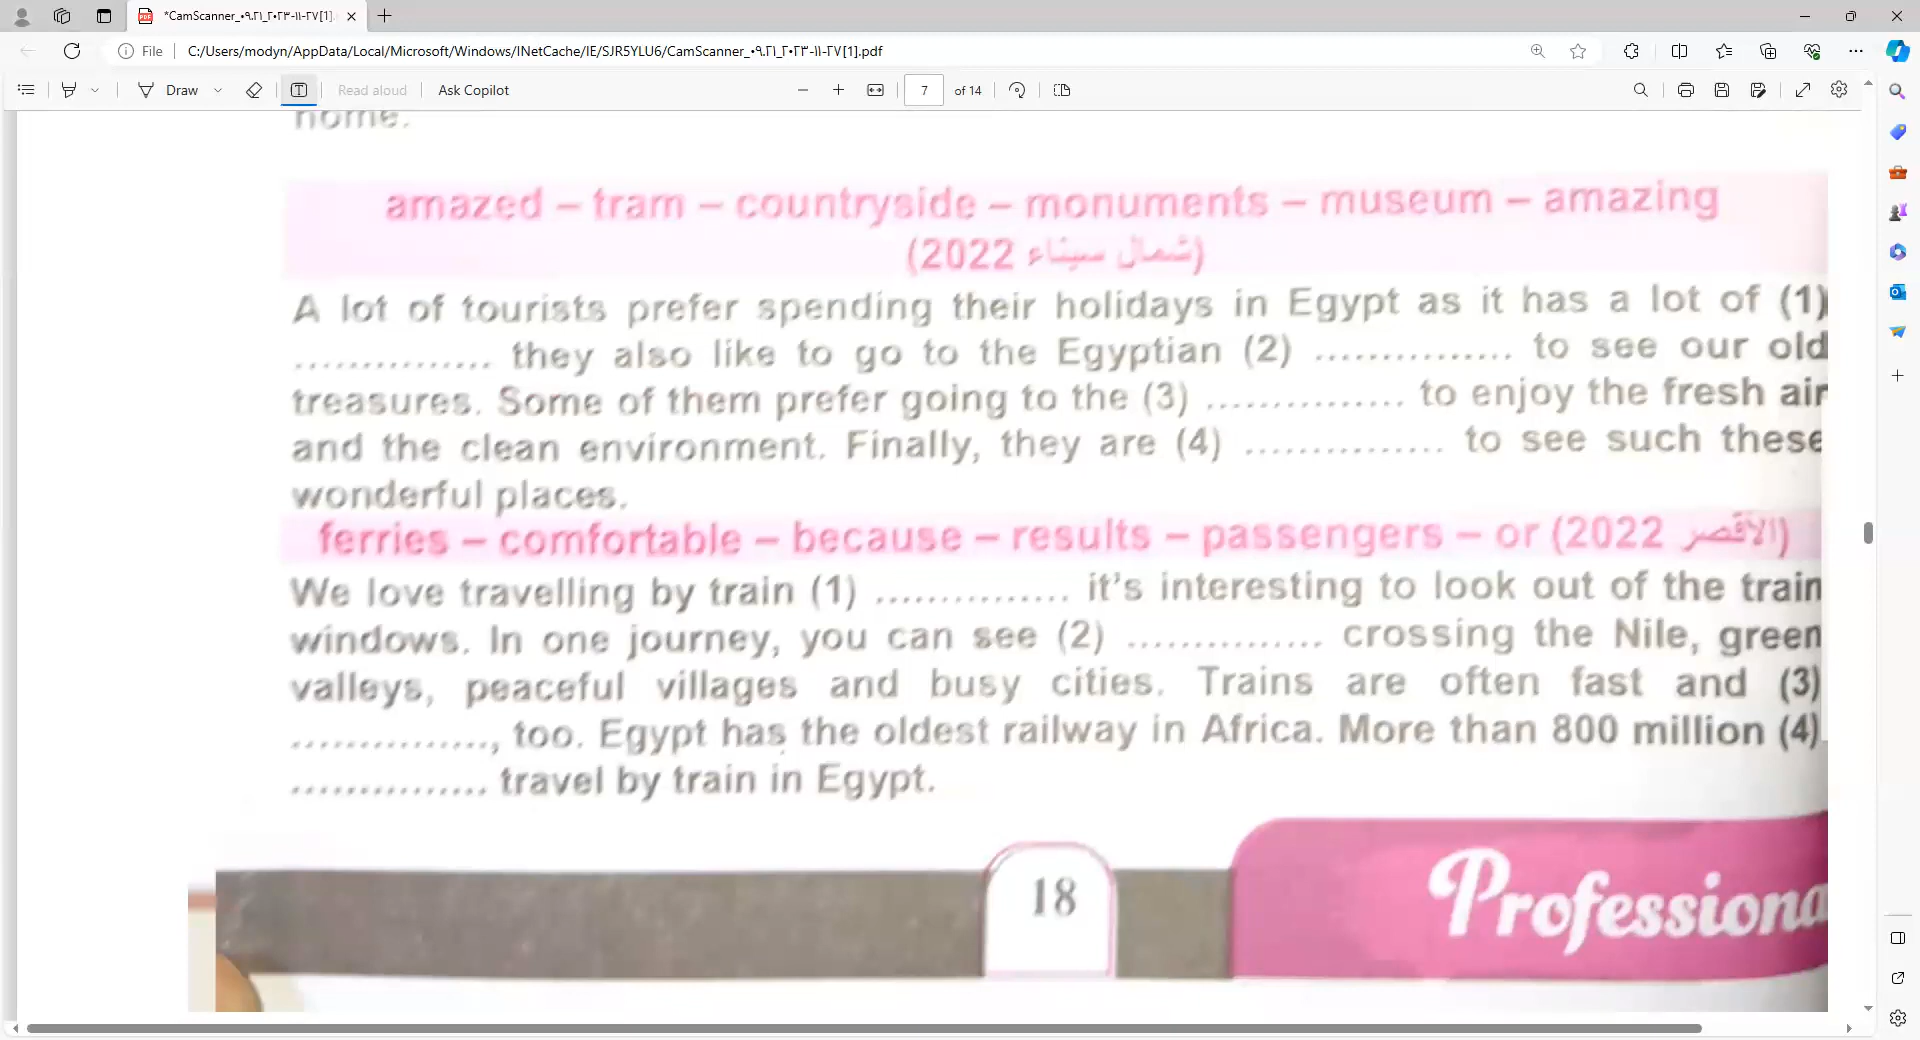 *CamScanner_٠٩.٢١_٢٠٢٣-١١-٢٧[1].
File
C:/Users/modyn/AppData/Local/Microsoft/Windows/INetCache/IE/SJR5YLU6/CamScanner_٠٩.٢١_٢٠٢٣-١١-٢٧[1].pdf
Draw
Read aloud
Ask Copilot
7 of 14
home.
amazed – tram – countryside – monuments – museum – amazing
(شمال سيناء 2022)
A lot of tourists prefer spending their holidays in Egypt as it has a lot of (1)
............... they also like to go to the Egyptian (2) ............... to see our old
treasures. Some of them prefer going to the (3) ............... to enjoy the fresh air
and the clean environment. Finally, they are (4) ............... to see such these
wonderful places.
ferries – comfortable – because – results – passengers – or (الأقصر 2022)
We love travelling by train (1) ............... it's interesting to look out of the train
windows. In one journey, you can see (2) ............... crossing the Nile, green
valleys, peaceful villages and busy cities. Trains are often fast and (3)
..............., too. Egypt has the oldest railway in Africa. More than 800 million (4)
............... travel by train in Egypt.
18
Professiona